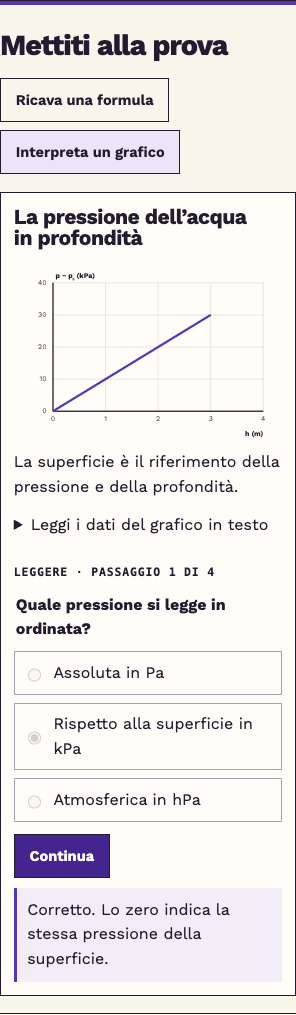 Mettiti alla prova
Ricava una formula
Interpreta un grafico
La pressione dell’acqua
in profondità
p − pₛ (kPa)
40
30
20
10
0
0 1 2 3 4
h (m)
La superficie è il riferimento della
pressione e della profondità.
Leggi i dati del grafico in testo
LEGGERE · PASSAGGIO 1 DI 4
Quale pressione si legge in
ordinata?
Assoluta in Pa
Rispetto alla superficie in
kPa
Atmosferica in hPa
Continua
Corretto. Lo zero indica la
stessa pressione della
superficie.